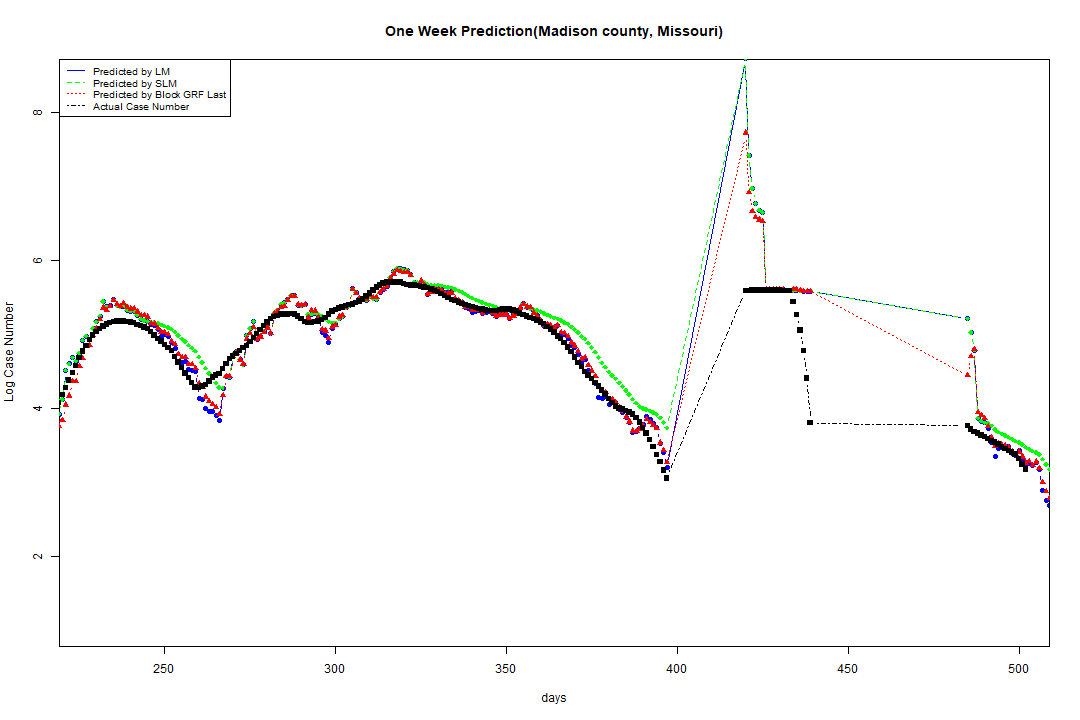 One Week Prediction(Madison county, Missouri)
Predicted by LM
Predicted by SLM
Predicted by Block GRF Last
Actual Case Number
Log Case Number
8
6
4
2
250 300 350 400 450 500
days